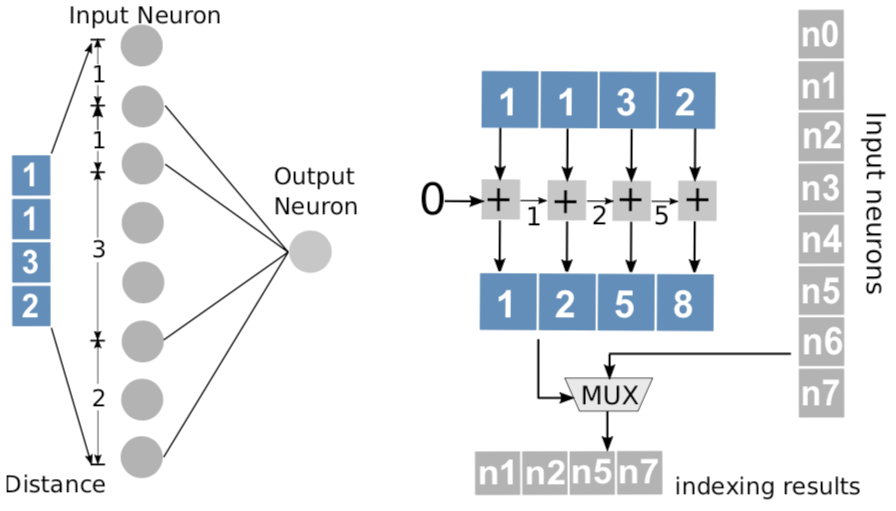 Input Neuron
1
1
3
2
1
1
3
2
Output
Neuron
Distance
1 1 3 2
0 + 1 + 2 + 5 +
1 2 5 8
MUX
n1 n2 n5 n7
indexing results
n0
n1
n2
n3
n4
n5
n6
n7
Input neurons